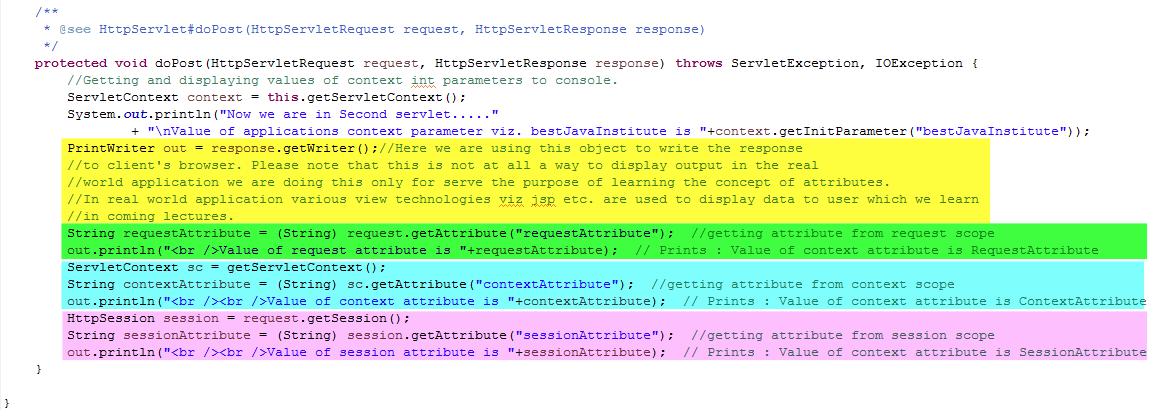 /**
 * @see HttpServlet#doPost(HttpServletRequest request, HttpServletResponse response)
 */
protected void doPost(HttpServletRequest request, HttpServletResponse response) throws ServletException, IOException {
    //Getting and displaying values of context int parameters to console.
    ServletContext context = this.getServletContext();
    System.out.println("Now we are in Second servlet....."
            + "\nValue of applications context parameter viz. bestJavaInstitute is "+context.getInitParameter("bestJavaInstitute"));
    PrintWriter out = response.getWriter();//Here we are using this object to write the response
    //to client's browser. Please note that this is not at all a way to display output in the real
    //world application we are doing this only for serve the purpose of learning the concept of attributes.
    //In real world application various view technologies viz jsp etc. are used to display data to user which we learn
    //in coming lectures.
    String requestAttribute = (String) request.getAttribute("requestAttribute");  //getting attribute from request scope
    out.println("<br />Value of request attribute is "+requestAttribute);  // Prints : Value of context attribute is RequestAttribute
    ServletContext sc = getServletContext();
    String contextAttribute = (String) sc.getAttribute("contextAttribute");  //getting attribute from context scope
    out.println("<br /><br />Value of context attribute is "+contextAttribute);  // Prints : Value of context attribute is ContextAttribute
    HttpSession session = request.getSession();
    String sessionAttribute = (String) session.getAttribute("sessionAttribute");  //getting attribute from session scope
    out.println("<br /><br />Value of session attribute is "+sessionAttribute);  // Prints : Value of context attribute is SessionAttribute
}
}